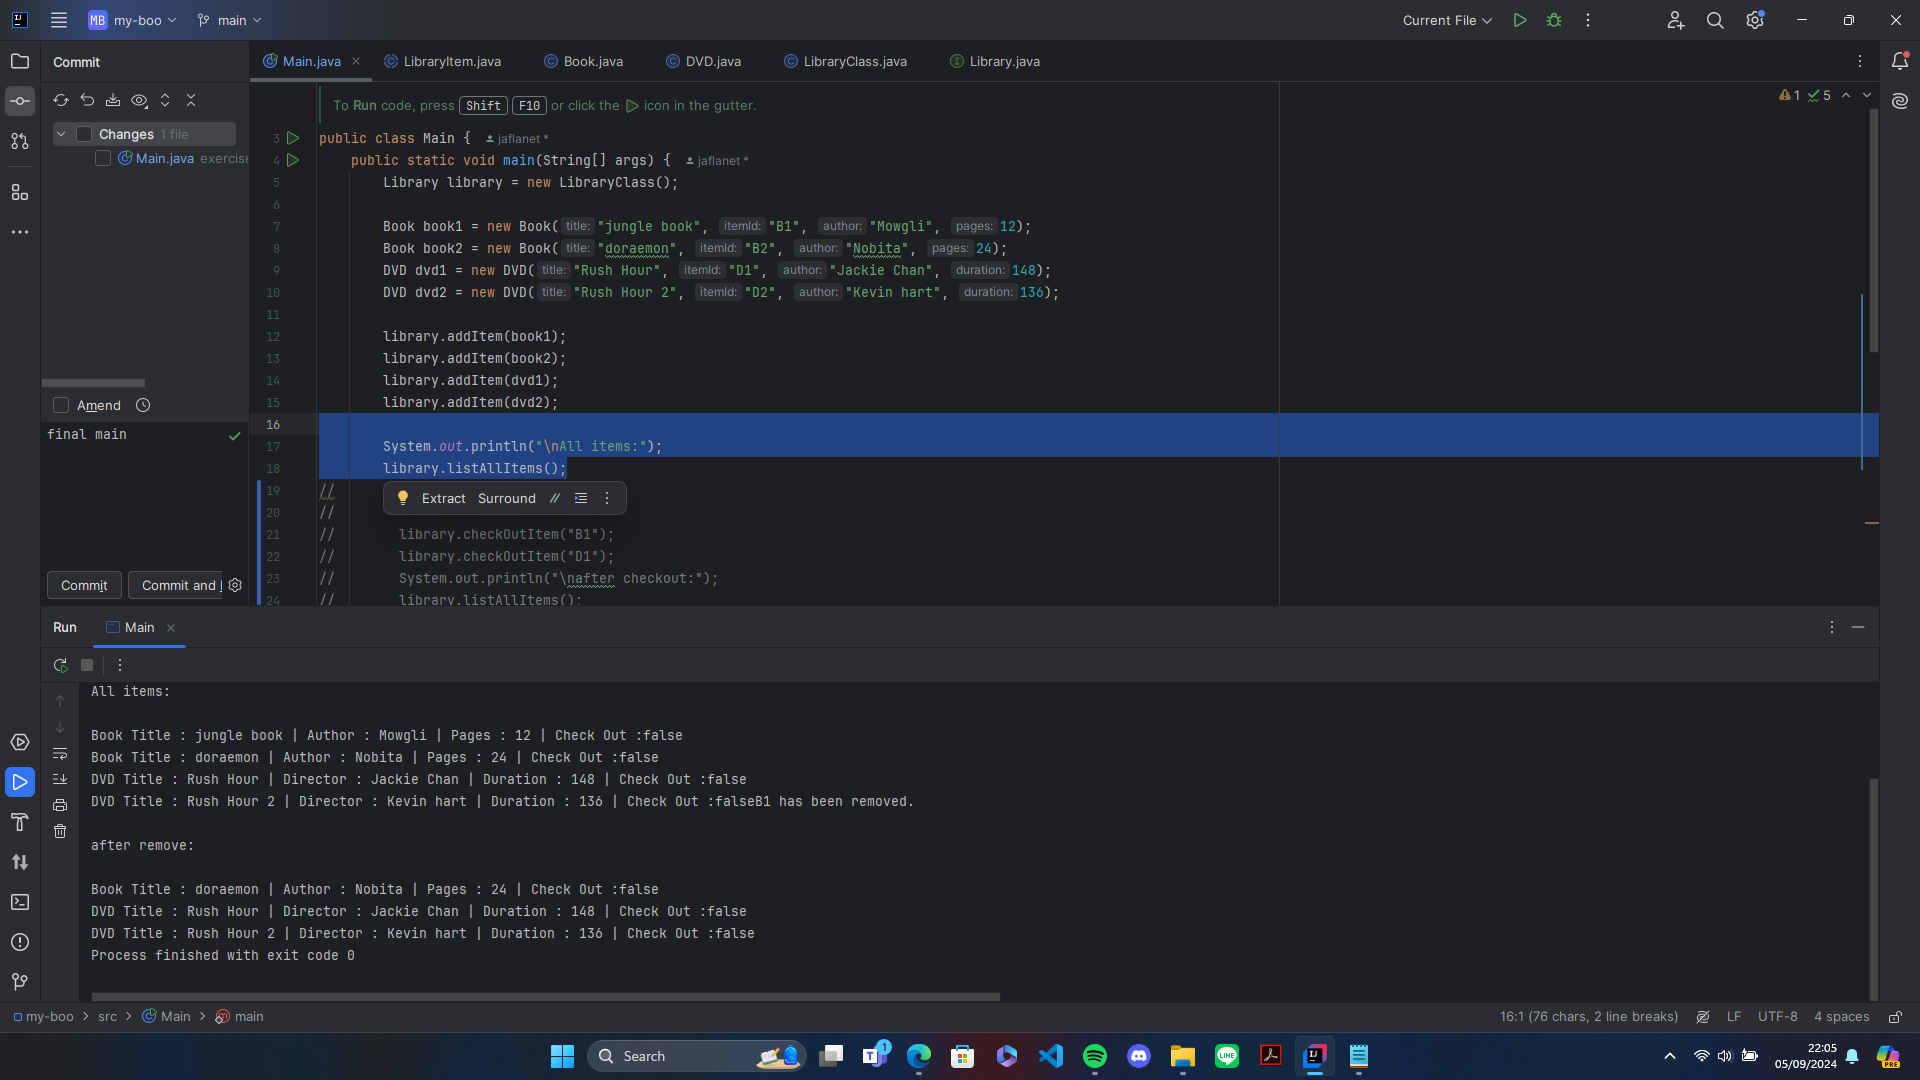 MB my-boo main Current File
Commit
Main.java LibraryItem.java Book.java DVD.java LibraryClass.java Library.java
Changes 1 file
Main.java exercise
Amend
final main
Commit Commit and
To Run code, press Shift F10 or click the icon in the gutter.
1 5
3 public class Main { jaflanet *
4 public static void main(String[] args) { jaflanet *
5 Library library = new LibraryClass();
6
7 Book book1 = new Book( title: "jungle book", itemId: "B1", author: "Mowgli", pages: 12);
8 Book book2 = new Book( title: "doraemon", itemId: "B2", author: "Nobita", pages: 24);
9 DVD dvd1 = new DVD( title: "Rush Hour", itemId: "D1", author: "Jackie Chan", duration: 148);
10 DVD dvd2 = new DVD( title: "Rush Hour 2", itemId: "D2", author: "Kevin hart", duration: 136);
11
12 library.addItem(book1);
13 library.addItem(book2);
14 library.addItem(dvd1);
15 library.addItem(dvd2);
16
17 System.out.println("\nAll items:");
18 library.listAllItems();
19 //
Extract Surround //
20 //
21 // library.checkOutItem("B1");
22 // library.checkOutItem("D1");
23 // System.out.println("\nafter checkout:");
24 // library.listAllItems();
Run Main
All items:
Book Title : jungle book | Author : Mowgli | Pages : 12 | Check Out :false
Book Title : doraemon | Author : Nobita | Pages : 24 | Check Out :false
DVD Title : Rush Hour | Director : Jackie Chan | Duration : 148 | Check Out :false
DVD Title : Rush Hour 2 | Director : Kevin hart | Duration : 136 | Check Out :falseB1 has been removed.
after remove:
Book Title : doraemon | Author : Nobita | Pages : 24 | Check Out :false
DVD Title : Rush Hour | Director : Jackie Chan | Duration : 148 | Check Out :false
DVD Title : Rush Hour 2 | Director : Kevin hart | Duration : 136 | Check Out :false
Process finished with exit code 0
my-boo > src > Main > main 16:1 (76 chars, 2 line breaks) LF UTF-8 4 spaces
Search 1 LINE 22:05
05/09/2024 PRE